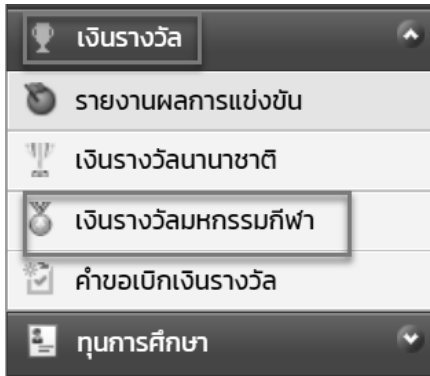 เงินรางวัล
รายงานผลการแข่งขัน
เงินรางวัลนานาชาติ
เงินรางวัลมหกรรมกีฬา
คำขอเบิกเงินรางวัล
ทุนการศึกษา